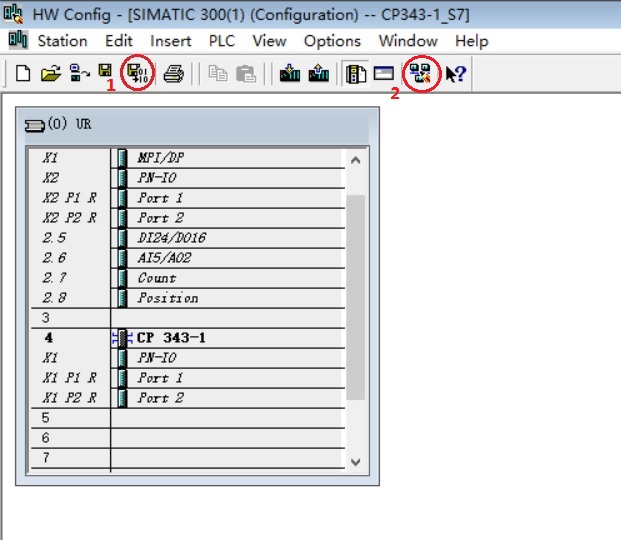 HW Config - [SIMATIC 300(1) (Configuration) -- CP343-1_S7]
Station Edit Insert PLC View Options Window Help
1 2
(0) UR
X1 MPI/DP
X2 PN-IO
X2 P1 R Port 1
X2 P2 R Port 2
2.5 DI24/DO16
2.6 AI5/AO2
2.7 Count
2.8 Position
3
4 CP 343-1
X1 PN-IO
X1 P1 R Port 1
X1 P2 R Port 2
5
6
7